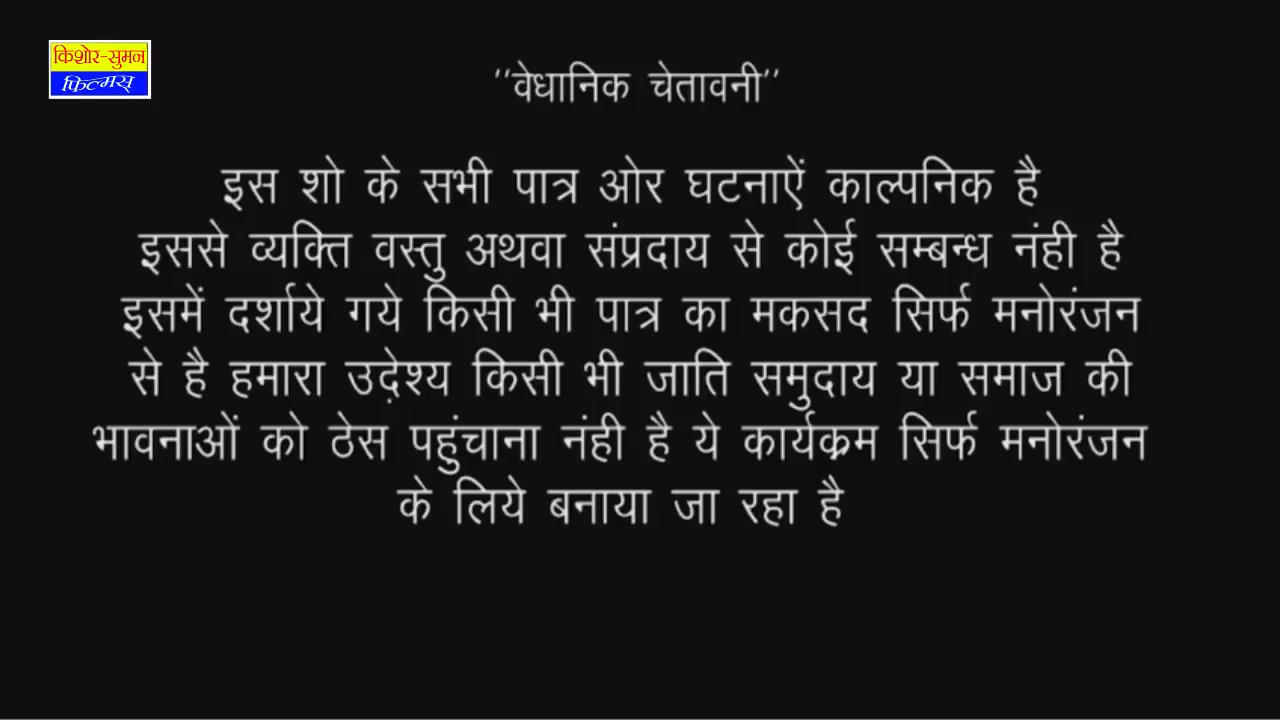 किशोर-सुमन
फिल्मस्
''वेधानिक चेतावनी''
इस शो के सभी पात्र ओर घटनाऐं काल्पनिक है
इससे व्यक्ति वस्तु अथवा संप्रदाय से कोई सम्बन्ध नंही है
इसमें दर्शाये गये किसी भी पात्र का मकसद सिर्फ मनोरंजन
से है हमारा उदे़श्य किसी भी जाति समुदाय या समाज की
भावनाओं को ठेस पहुंचाना नंही है ये कार्यक्रम सिर्फ मनोरंजन
के लिये बनाया जा रहा है